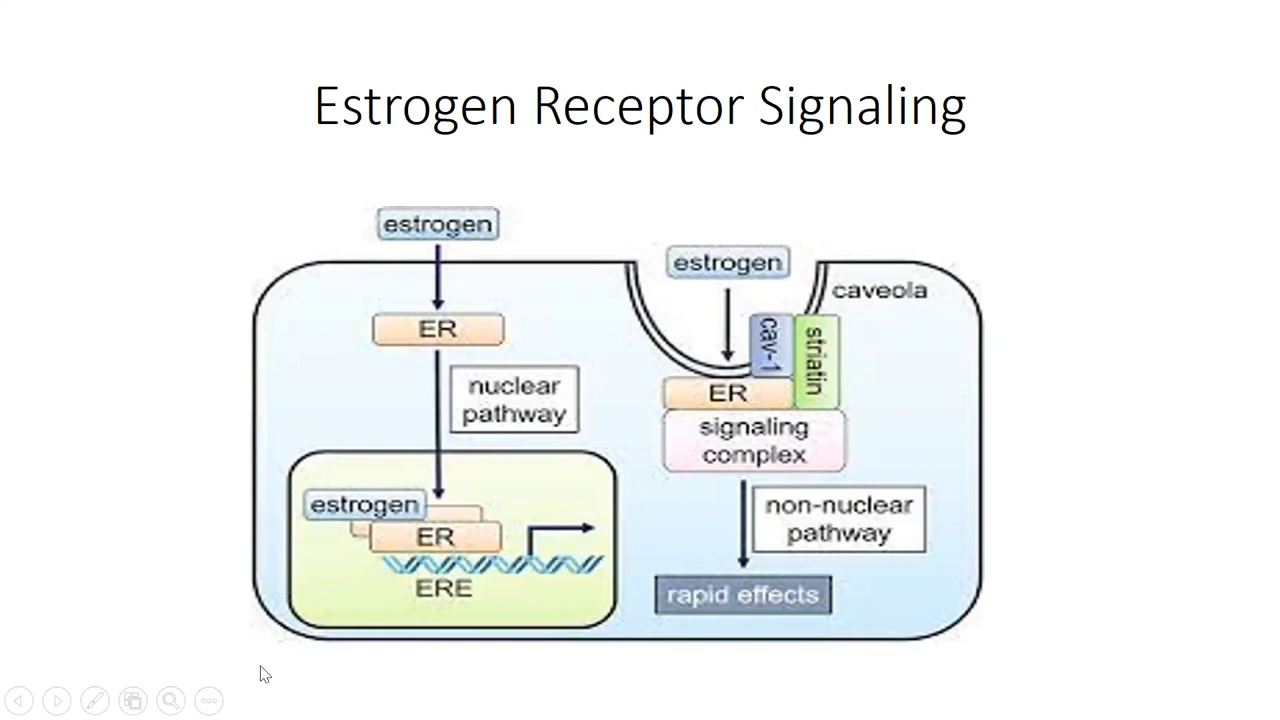 Estrogen Receptor Signaling
estrogen
ER
nuclear
pathway
estrogen
ER
ERE
estrogen
caveola
cav-1
striatin
ER
signaling
complex
non-nuclear
pathway
rapid effects